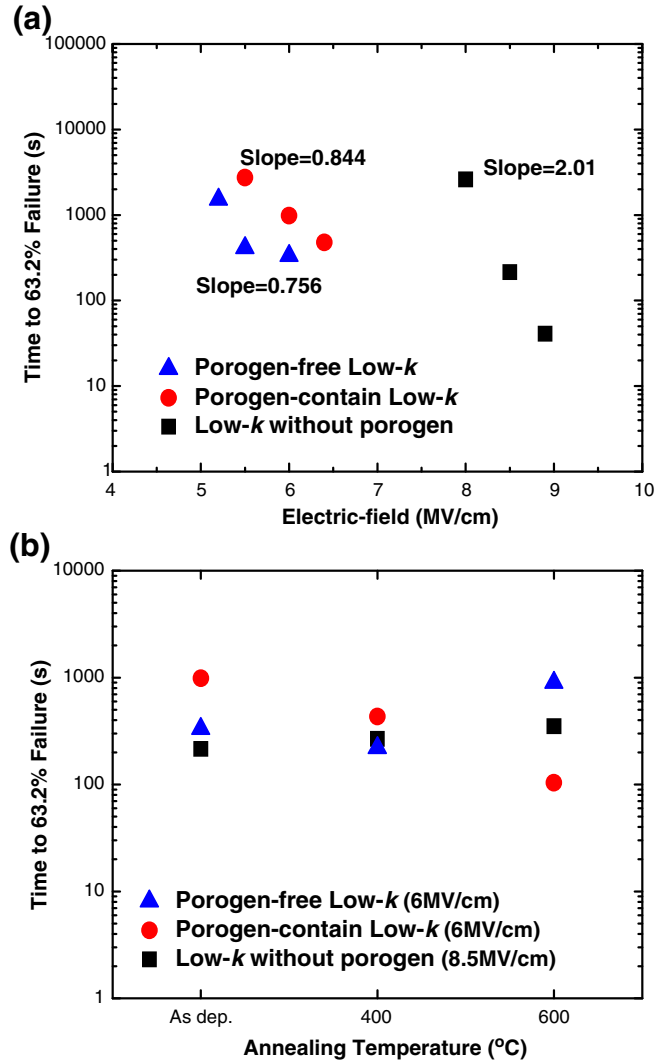 (a)
100000
10000
1000
100
10
1
Time to 63.2% Failure (s)
Slope=0.844
Slope=2.01
Slope=0.756
Porogen-free Low-k
Porogen-contain Low-k
Low-k without porogen
4 5 6 7 8 9 10
Electric-field (MV/cm)
(b)
10000
1000
100
10
1
Time to 63.2% Failure (s)
Porogen-free Low-k (6MV/cm)
Porogen-contain Low-k (6MV/cm)
Low-k without porogen (8.5MV/cm)
As dep. 400 600
Annealing Temperature (ºC)